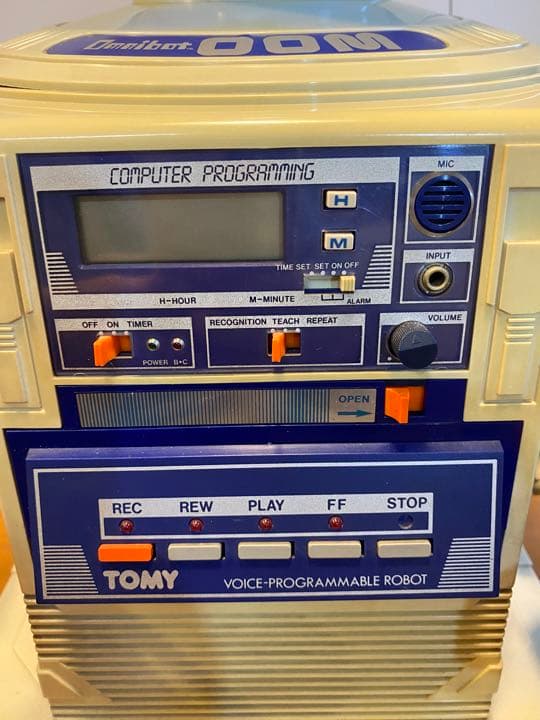 Omnibot OOM
COMPUTER PROGRAMMING
MIC
H
M
INPUT
TIME SET SET ON OFF
H-HOUR M-MINUTE ALARM
OFF ON TIMER
RECOGNITION TEACH REPEAT
VOLUME
POWER B•C
OPEN
REC REW PLAY FF STOP
TOMY VOICE-PROGRAMMABLE ROBOT